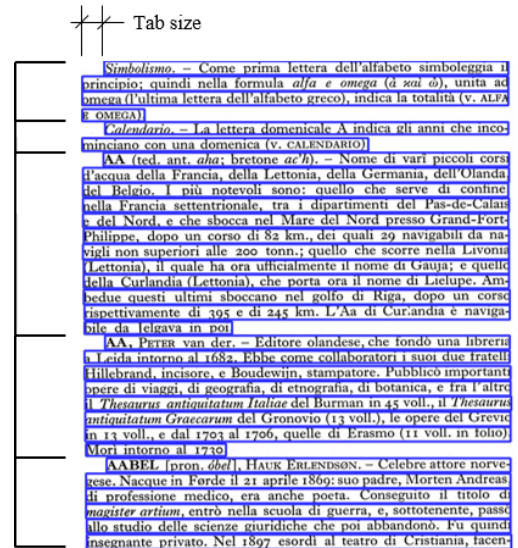 Tab size
Simbolismo. – Come prima lettera dell'alfabeto simboleggia il
principio; quindi nella formula alfa e omega (ἀ καὶ ὠ), unita ad
omega (l'ultima lettera dell'alfabeto greco), indica la totalità (v. ALFA
E OMEGA)
Calendario. – La lettera domenicale A indica gli anni che inco-
minciano con una domenica (v. CALENDARIO)
AA (ted. ant. aha; bretone ac'h). – Nome di varî piccoli corsi
d'acqua della Francia, della Lettonia, della Germania, dell'Olanda,
del Belgio. I più notevoli sono: quello che serve di confine,
nella Francia settentrionale, tra i dipartimenti del Pas-de-Calais
e del Nord, e che sbocca nel Mare del Nord presso Grand-Fort-
Philippe, dopo un corso di 82 km., dei quali 29 navigabili da na-
vigli non superiori alle 200 tonn.; quello che scorre nella Livonia
(Lettonia), il quale ha ora ufficialmente il nome di Gauja; e quello
della Curlandia (Lettonia), che porta ora il nome di Lielupe. Am-
bedue questi ultimi sboccano nel golfo di Riga, dopo un corso
rispettivamente di 395 e di 245 km. L'Aa di Curlandia è naviga-
bile da Jelgava in poi
AA, PETER van der. – Editore olandese, che fondò una libreria
a Leida intorno al 1682. Ebbe come collaboratori i suoi due fratelli
Hillebrand, incisore, e Boudewijn, stampatore. Pubblicò importanti
opere di viaggi, di geografia, di etnografia, di botanica, e fra l'altro
il Thesaurus antiquitatum Italiae del Burman in 45 voll., il Thesaurus
antiquitatum Graecarum del Gronovio (13 voll.), le opere del Grevio
in 13 voll., e dal 1703 al 1706, quelle di Erasmo (11 voll. in folio)
Morì intorno al 1730
AABEL [pron. óbel], HAUK ERLENDSØN. – Celebre attore norve-
gese. Nacque in Førde il 21 aprile 1869: suo padre, Morten Andreas,
di professione medico, era anche poeta. Conseguito il titolo di
magister artium, entrò nella scuola di guerra, e, sottotenente, passò
allo studio delle scienze giuridiche che poi abbandonò. Fu quindi
insegnante privato. Nel 1897 esordì al teatro di Cristiania, facen-